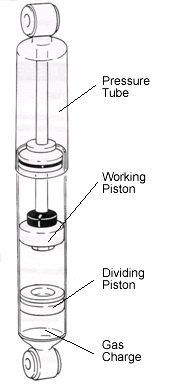 Pressure
Tube
Working
Piston
Dividing
Piston
Gas
Charge